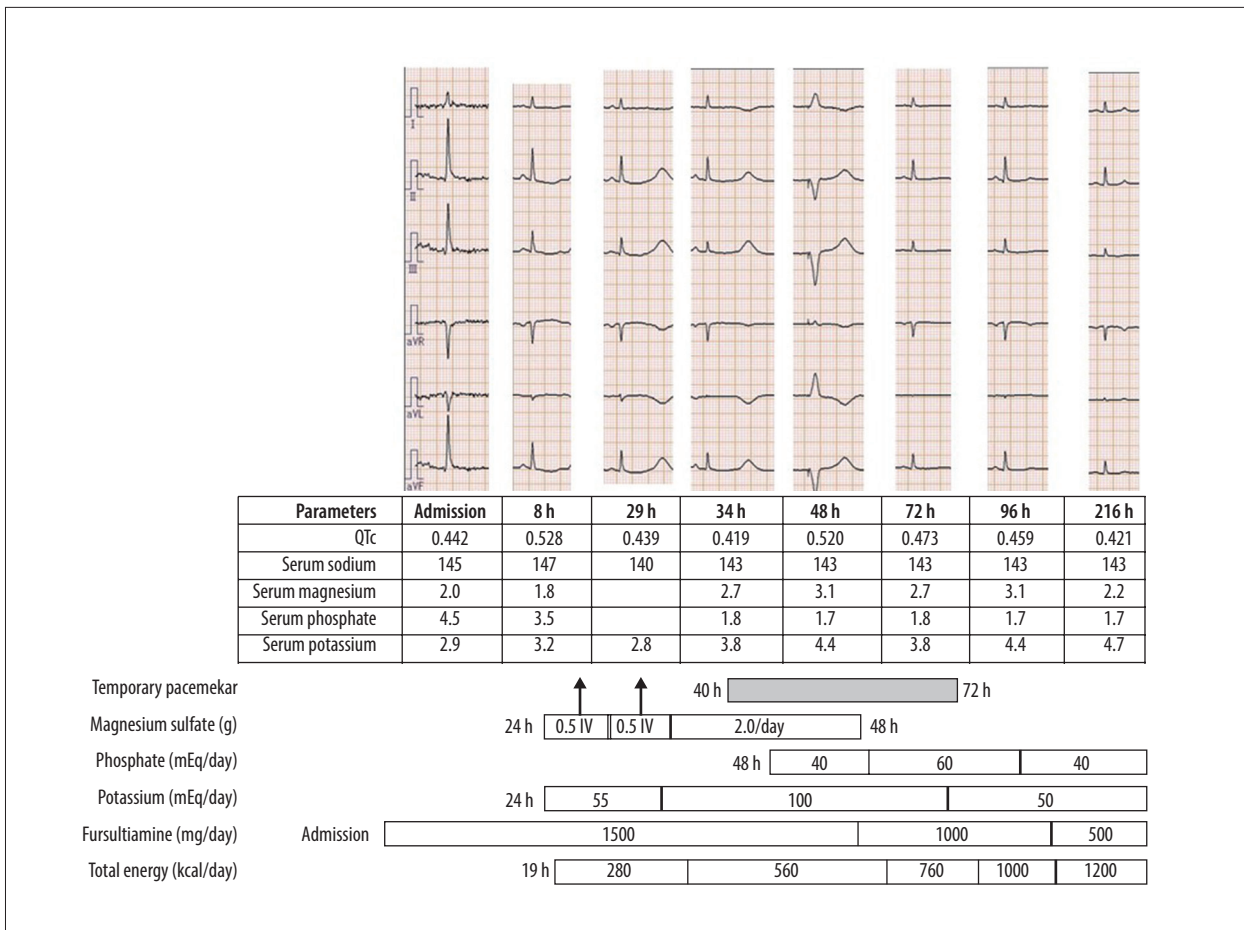 I
II
III
aVR
aVL
aVF
Parameters Admission 8 h 29 h 34 h 48 h 72 h 96 h 216 h
QTc 0.442 0.528 0.439 0.419 0.520 0.473 0.459 0.421
Serum sodium 145 147 140 143 143 143 143 143
Serum magnesium 2.0 1.8 2.7 3.1 2.7 3.1 2.2
Serum phosphate 4.5 3.5 1.8 1.7 1.8 1.7 1.7
Serum potassium 2.9 3.2 2.8 3.8 4.4 3.8 4.4 4.7
Temporary pacemekar 40 h 72 h
Magnesium sulfate (g) 24 h 0.5 IV 0.5 IV 2.0/day 48 h
Phosphate (mEq/day) 48 h 40 60 40
Potassium (mEq/day) 24 h 55 100 50
Fursultiamine (mg/day) Admission 1500 1000 500
Total energy (kcal/day) 19 h 280 560 760 1000 1200